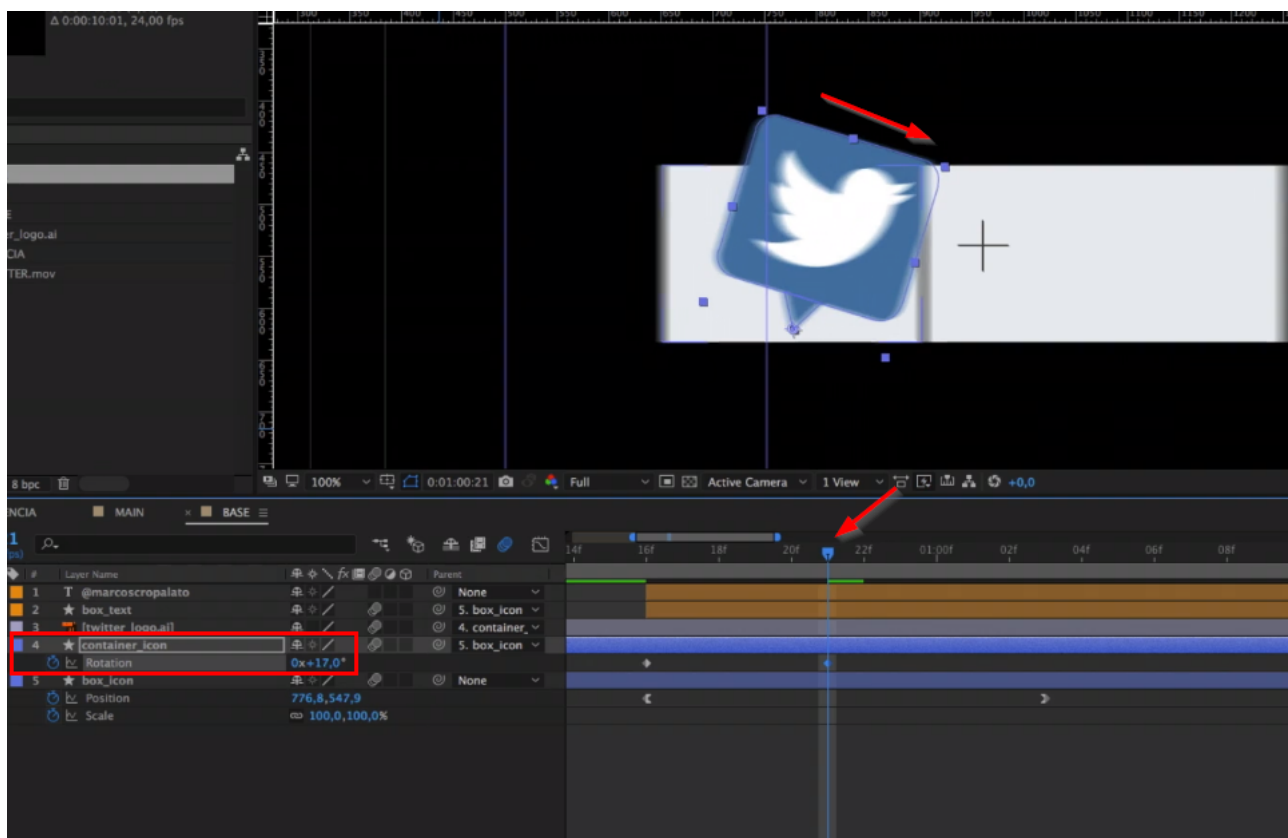 Δ 0:00:10:01, 24,00 fps
300 350 400 450 500 550 600 650 700 750 800 850 900 950 1000 1050 1100 1150 1200
E
er_logo.ai
CIA
TER.mov
8 bpc
100%
0:01:00:21
Full
Active Camera
1 View
+0,0
NCIA
MAIN
× BASE
1
14f 16f 18f 20f 22f 01:00f 02f 04f 06f 08f
# Layer Name Parent
1 T @marcoscropalato None
2 box_text 5. box_icon
3 [twitter_logo.ai] 4. container_
4 container_icon 5. box_icon
Rotation 0x+17,0°
5 box_icon None
Position 776,8,547,9
Scale 100,0,100,0%